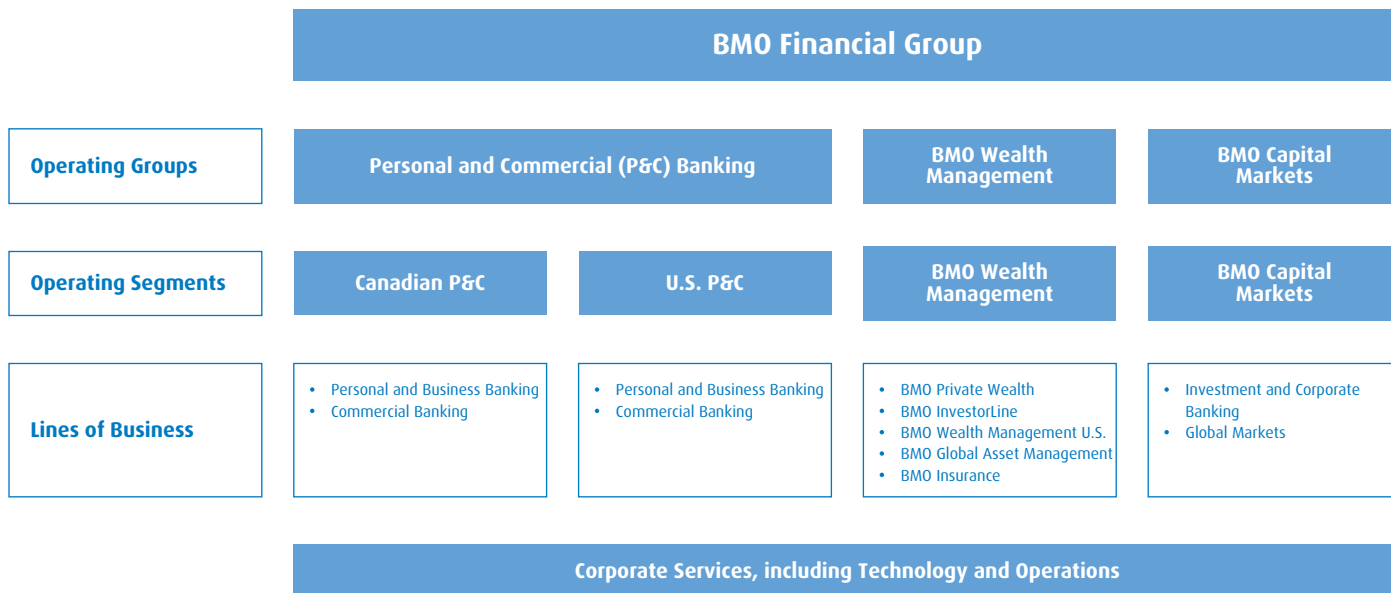 BMO Financial Group
Operating Groups
Personal and Commercial (P&C) Banking
BMO Wealth
Management
BMO Capital
Markets
Operating Segments
Canadian P&C
U.S. P&C
BMO Wealth
Management
BMO Capital
Markets
Lines of Business
• Personal and Business Banking
• Commercial Banking
• Personal and Business Banking
• Commercial Banking
• BMO Private Wealth
• BMO InvestorLine
• BMO Wealth Management U.S.
• BMO Global Asset Management
• BMO Insurance
• Investment and Corporate
Banking
• Global Markets
Corporate Services, including Technology and Operations